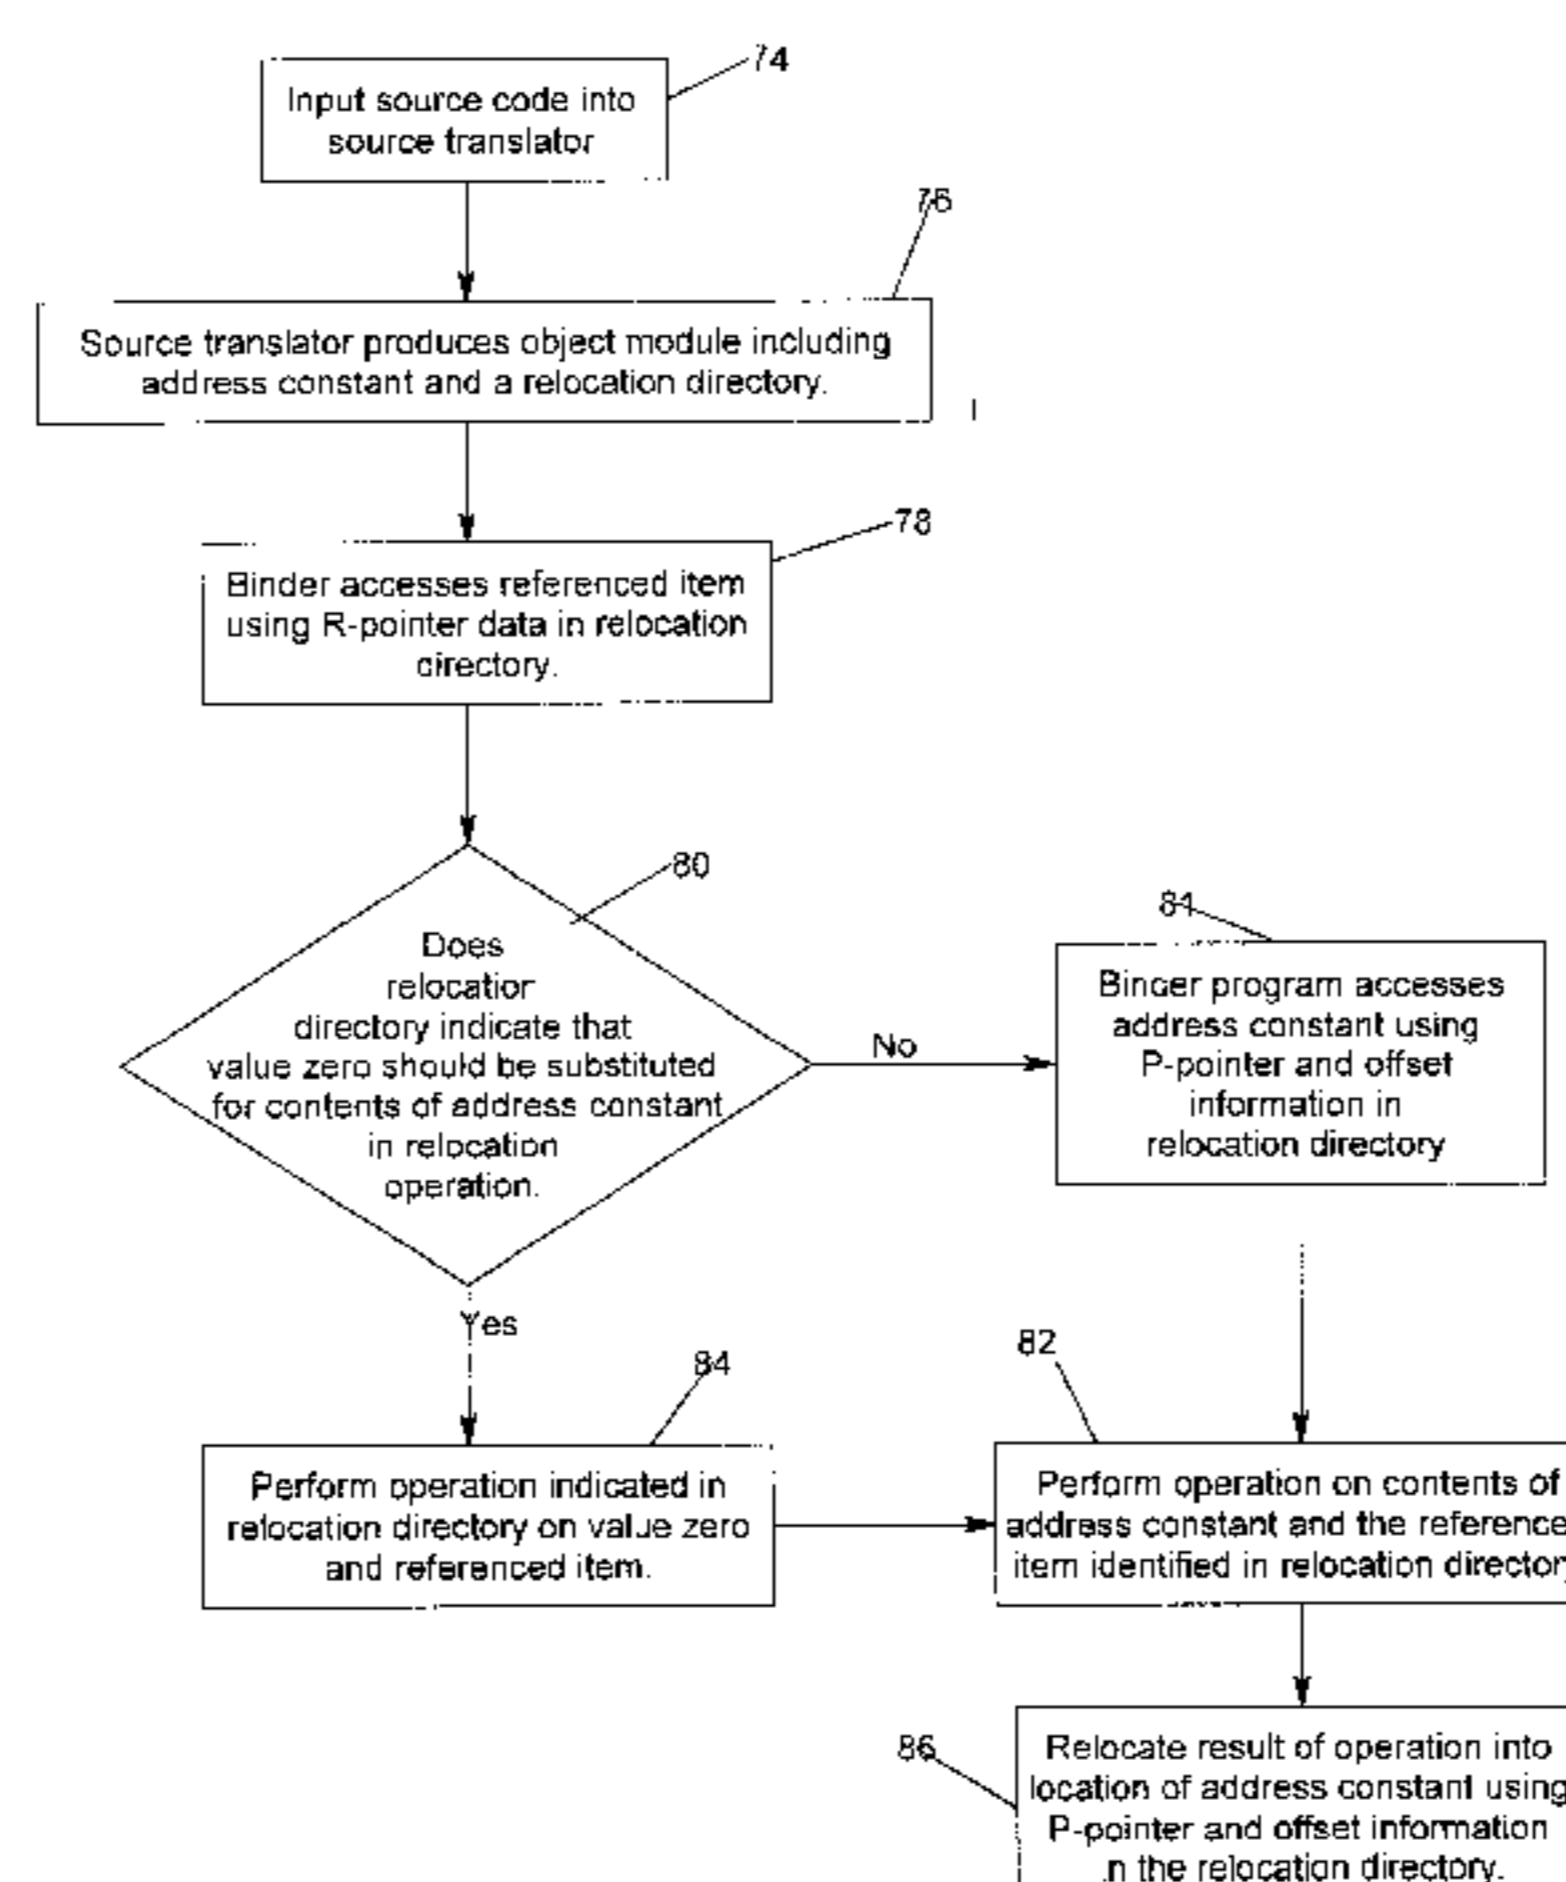 74
Input source code into
source translator
76
Source translator produces object module including
address constant and a relocation directory.
78
Binder accesses referenced item
using R-pointer data in relocation
directory.
80
Does
relocation
directory indicate that
value zero should be substituted
for contents of address constant
in relocation
operation.
No
81
Binder program accesses
address constant using
P-pointer and offset
information in
relocation directory
Yes
84
Perform operation indicated in
relocation directory on value zero
and referenced item.
82
Perform operation on contents of
address constant and the reference
item identified in relocation director
86
Relocate result of operation into
location of address constant using
P-pointer and offset information
in the relocation directory.